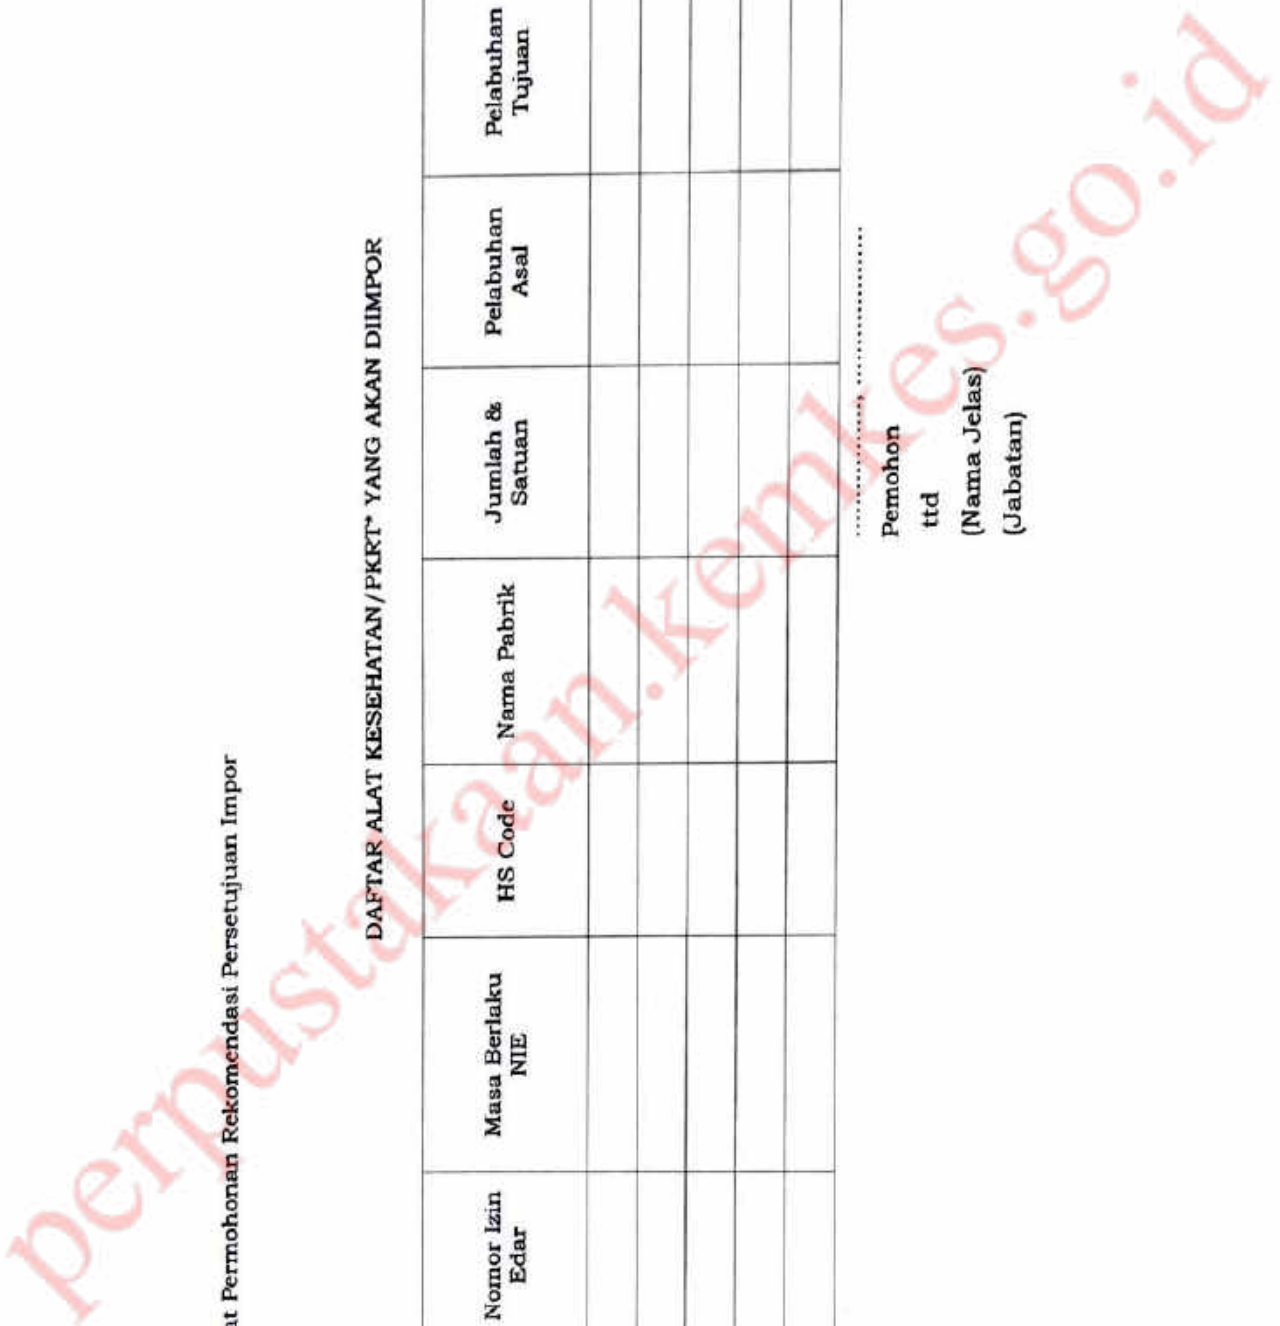 Permohonan Rekomendasi Persetujuan Impor
DAFTAR ALAT KESEHATAN/PKRT* YANG AKAN DIIMPOR
Nomor Izin
Edar
Masa Berlaku
NIE
HS Code
Nama Pabrik
Jumlah &
Satuan
Pelabuhan
Asal
Pelabuhan
Tujuan
................, ............................
Pemohon
ttd
(Nama Jelas)
(Jabatan)
perpustakaan.kemkes.go.id